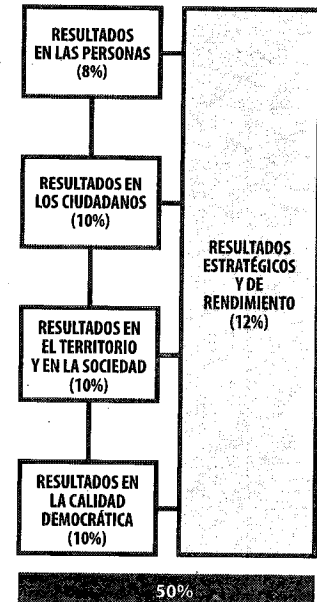 RESULTADOS
EN LAS PERSONAS
(8%)
RESULTADOS EN
LOS CIUDADANOS
(10%)
RESULTADOS EN
EL TERRITORIO
Y EN LA SOCIEDAD
(10%)
RESULTADOS EN
LA CALIDAD
DEMOCRÁTICA
(10%)
RESULTADOS
ESTRATÉGICOS
Y DE
RENDIMIENTO
(12%)
50%